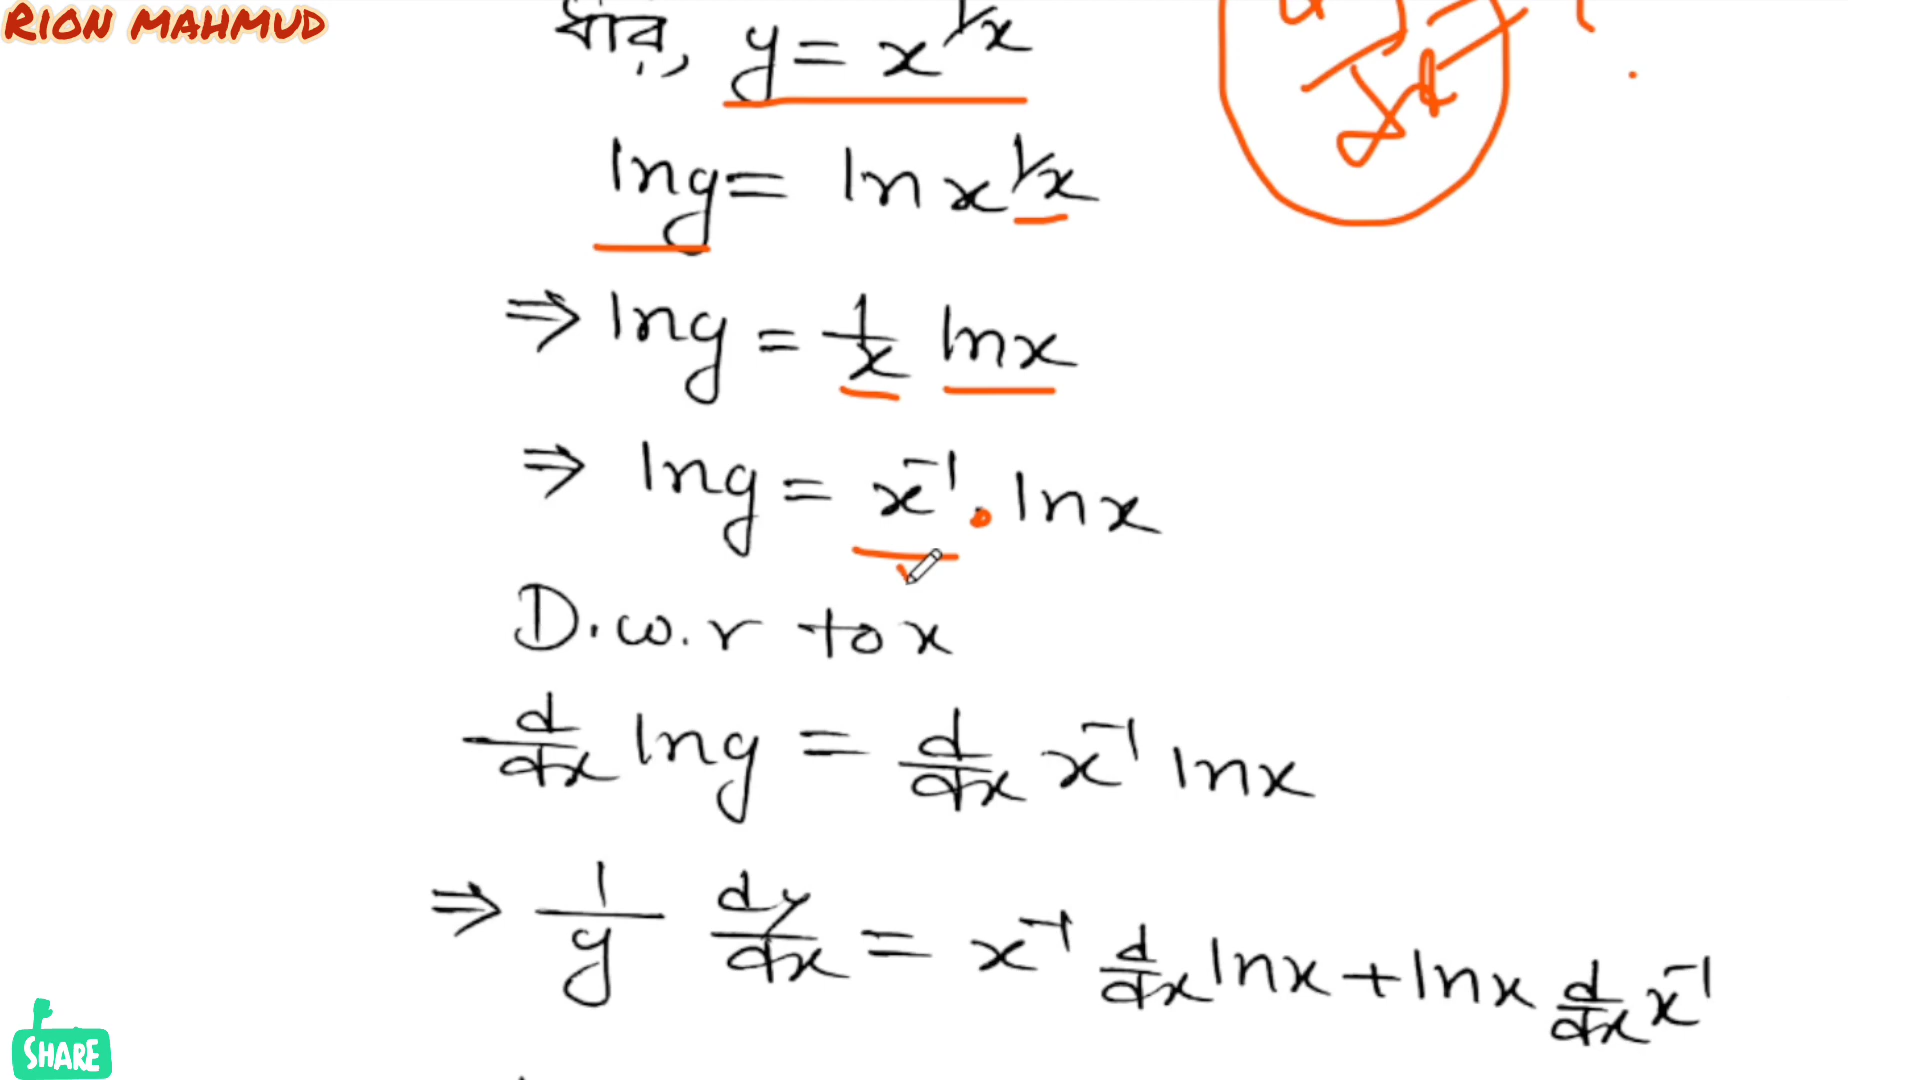 RION MAHMUD
ধরি, y = x^1/x
ln y = ln x^1/x
⇒ ln y = 1/x ln x
⇒ ln y = x^-1 . ln x
D.w.r to x
d/dx ln y = d/dx x^-1 ln x
⇒ 1/y dy/dx = x^-1 d/dx ln x + ln x d/dx x^-1
SHARE